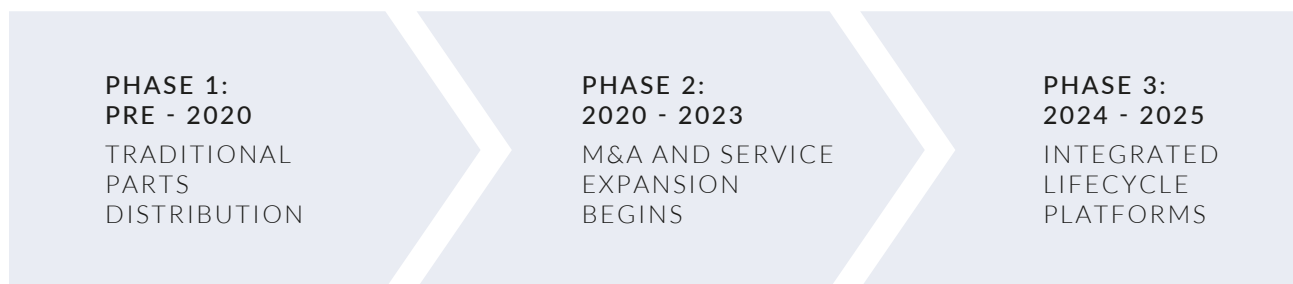 PHASE 1:
PRE - 2020
TRADITIONAL
PARTS
DISTRIBUTION
PHASE 2:
2020 - 2023
M&A AND SERVICE
EXPANSION
BEGINS
PHASE 3:
2024 - 2025
INTEGRATED
LIFECYCLE
PLATFORMS